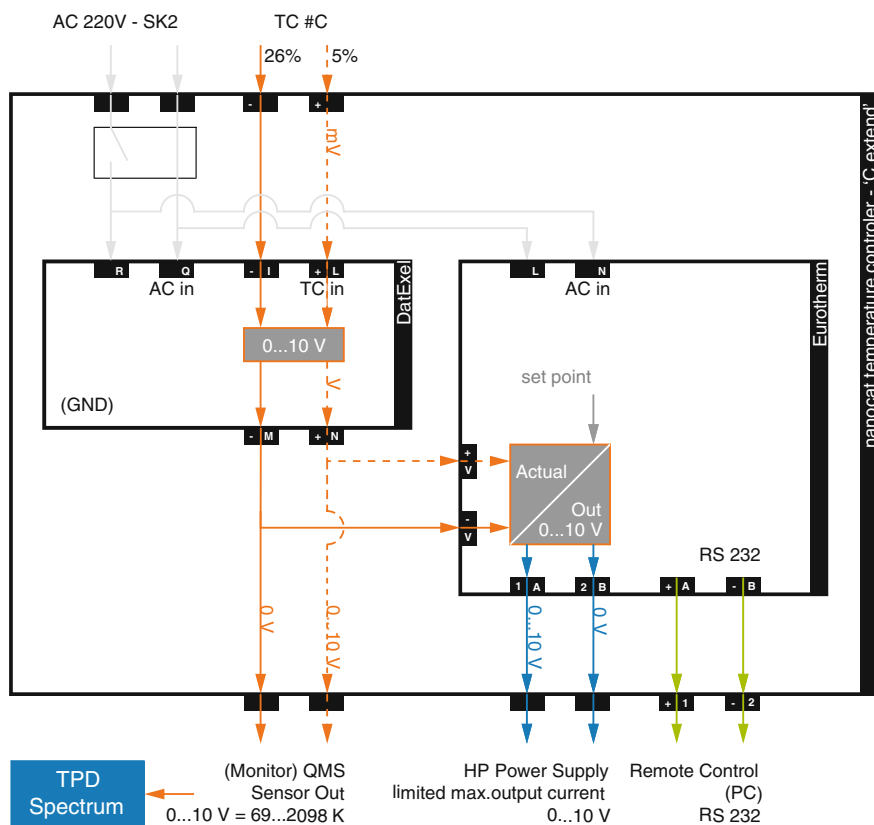 AC 220V - SK2
TC #C
26%
5%
- +
mV
nanocat temperature controler - 'C extend'
R Q - I + L
AC in
TC in
DatExel
L N
AC in
Eurotherm
0...10 V
V
set point
(GND)
- M + N
+
V
Actual
Out
0...10 V
-
V
RS 232
1 A 2 B + A - B
0 V
0...10 V
0...10 V
0 V
+ 1 - 2
TPD
Spectrum
(Monitor) QMS
Sensor Out
0...10 V = 69...2098 K
HP Power Supply
limited max.output current
0...10 V
Remote Control
(PC)
RS 232